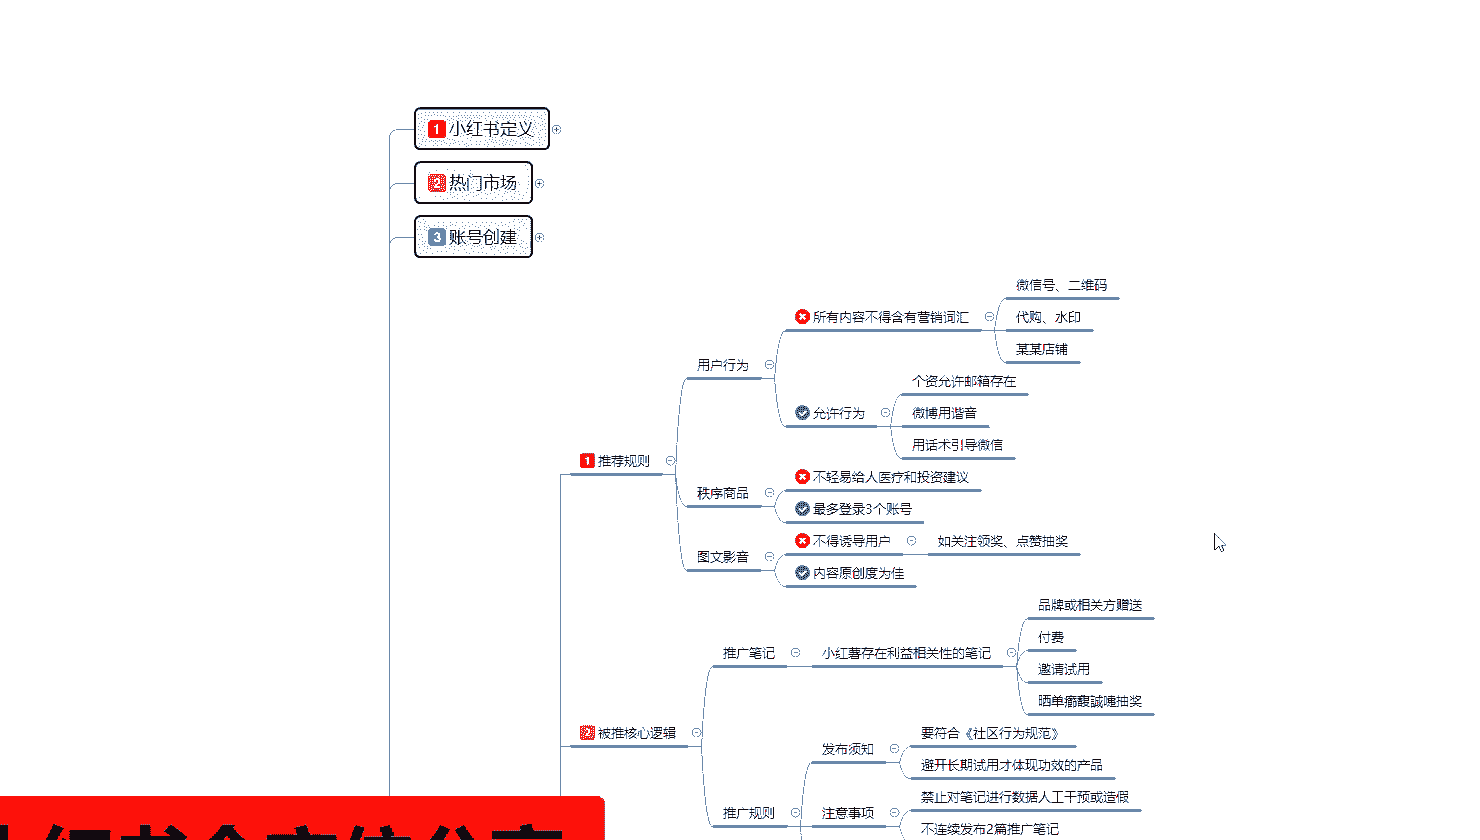 1 小红书定义
2 热门市场
3 账号创建
1 推荐规则
用户行为
所有内容不得含有营销词汇
微信号、二维码
代购、水印
某某店铺
允许行为
个资允许邮箱存在
微博用谐音
用话术引导微信
秩序商品
不轻易给人医疗和投资建议
最多登录3个账号
图文影音
不得诱导用户
如关注领奖、点赞抽奖
内容原创度为佳
2 被推核心逻辑
推广笔记
小红薯存在利益相关性的笔记
品牌或相关方赠送
付费
邀请试用
晒单 抽奖
推广规则
发布须知
要符合《社区行为规范》
避开长期试用才体现功效的产品
注意事项
禁止对笔记进行数据人工干预或造假
不连续发布2篇推广笔记